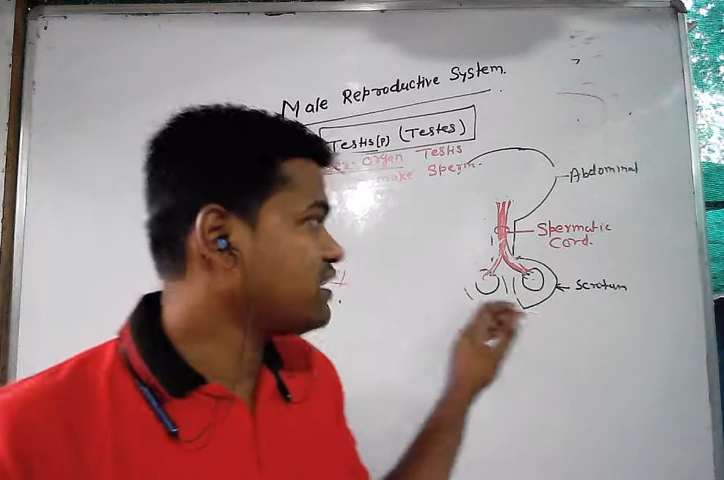 Male Reproductive System.
Testis(p) (Testes)
Organ Testis
make Sperm.
Abdominal
Spermatic
Cord.
Scrotum